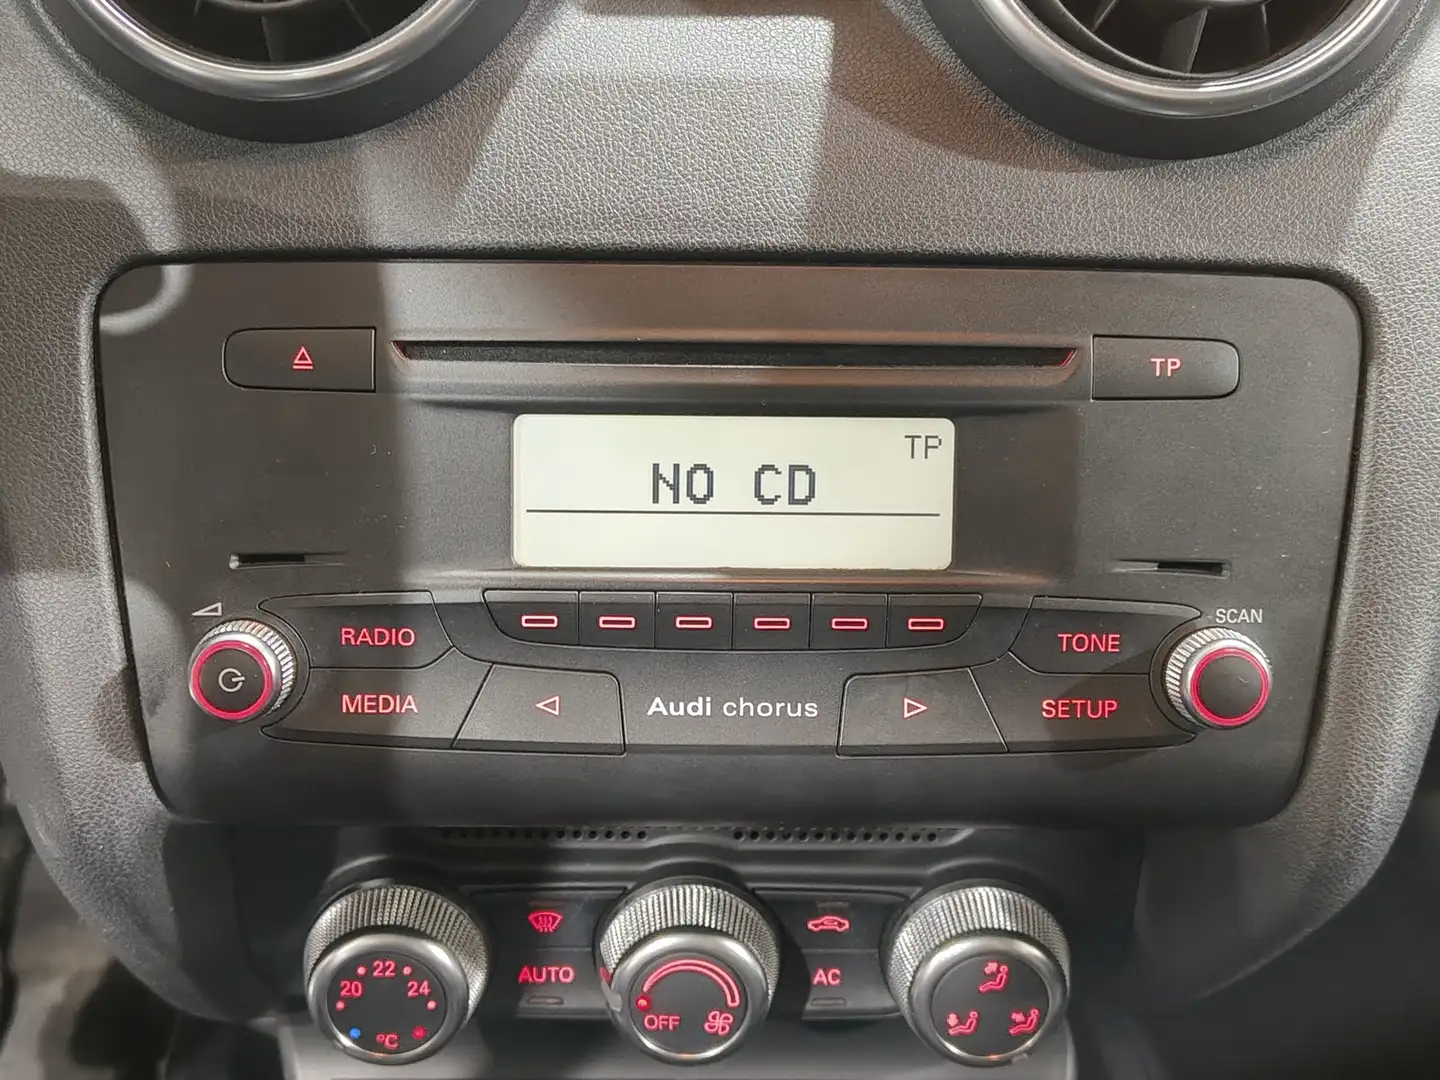 TP
TP
NO CD
SCAN
RADIO
TONE
MEDIA
Audi chorus
SETUP
AUTO
AC
20 22 24
°C
OFF